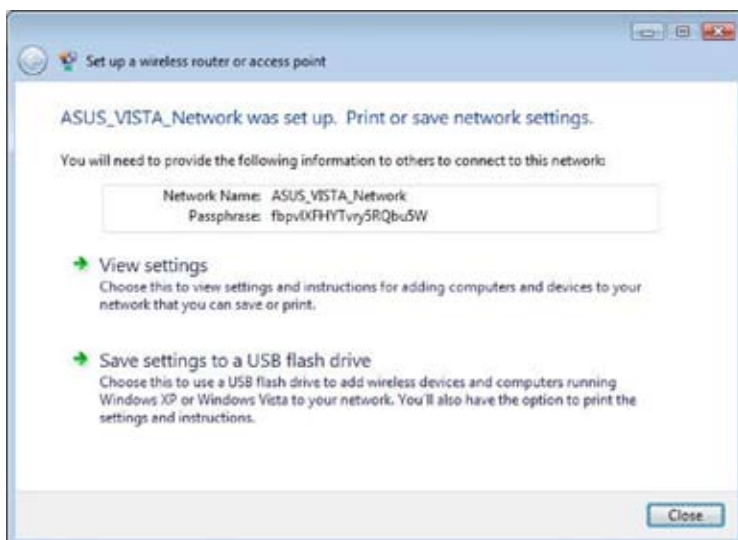 Set up a wireless router or access point
ASUS_VISTA_Network was set up. Print or save network settings.
You will need to provide the following information to others to connect to this network:
Network Name: ASUS_VISTA_Network
Passphrase:
View settings
Choose this to view settings and instructions for adding computers and devices to your
network that you can save or print.
Save settings to a USB flash drive
Choose this to use a USB flash drive to add wireless devices and computers running
Windows XP or Windows Vista to your network. You'll also have the option to print the
settings and instructions.
Close